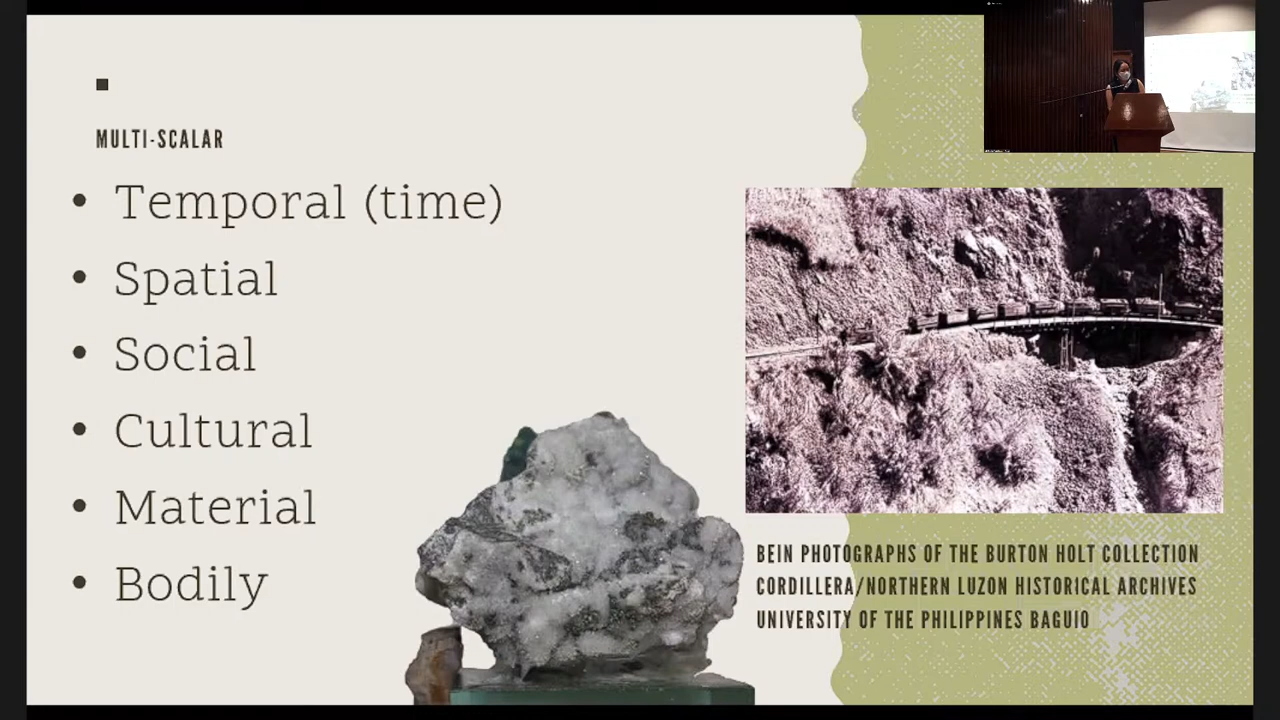 MULTI-SCALAR
• Temporal (time)
• Spatial
• Social
• Cultural
• Material
• Bodily
BEIN PHOTOGRAPHS OF THE BURTON HOLT COLLECTION
CORDILLERA/NORTHERN LUZON HISTORICAL ARCHIVES
UNIVERSITY OF THE PHILIPPINES BAGUIO